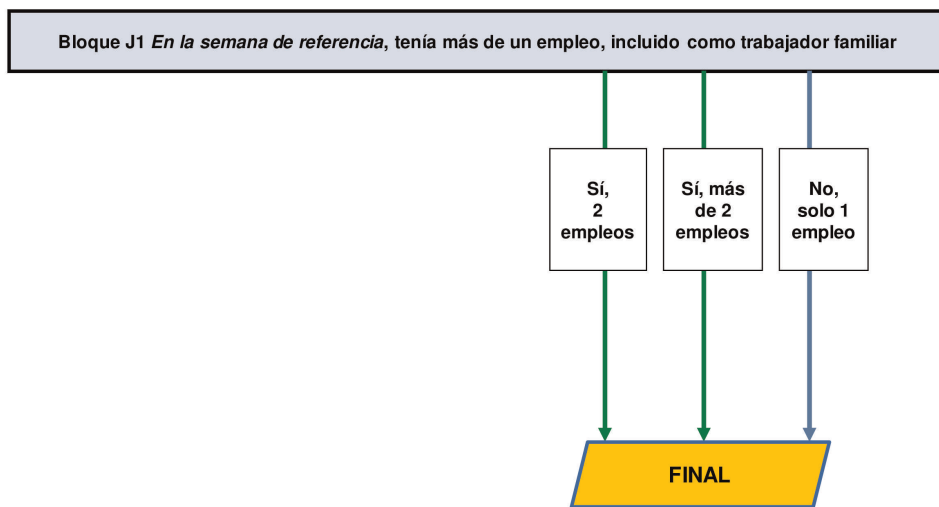 Bloque J1 En la semana de referencia, tenía más de un empleo, incluido como trabajador familiar
Sí,
2
empleos
Sí, más
de 2
empleos
No,
solo 1
empleo
FINAL